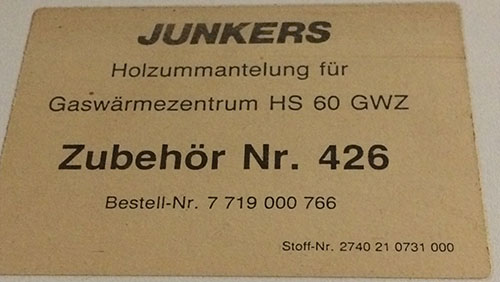 JUNKERS
Holzummantelung für
Gaswärmezentrum HS 60 GWZ
Zubehör Nr. 426
Bestell-Nr. 7 719 000 766
Stoff-Nr. 2740 21 0731 000